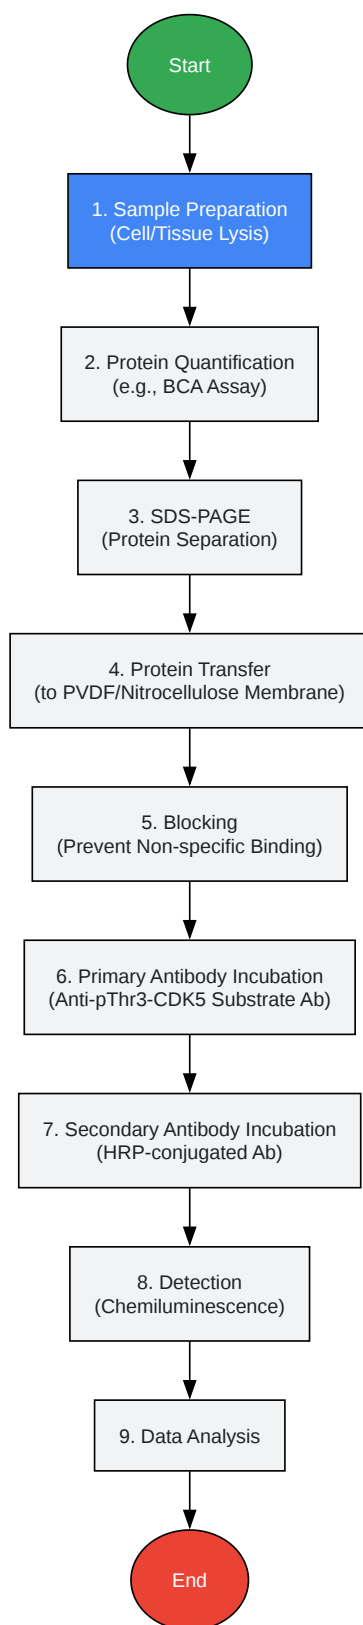 Start
1. Sample Preparation
(Cell/Tissue Lysis)
2. Protein Quantification
(e.g., BCA Assay)
3. SDS-PAGE
(Protein Separation)
4. Protein Transfer
(to PVDF/Nitrocellulose Membrane)
5. Blocking
(Prevent Non-specific Binding)
6. Primary Antibody Incubation
(Anti-pThr3-CDK5 Substrate Ab)
7. Secondary Antibody Incubation
(HRP-conjugated Ab)
8. Detection
(Chemiluminescence)
9. Data Analysis
End